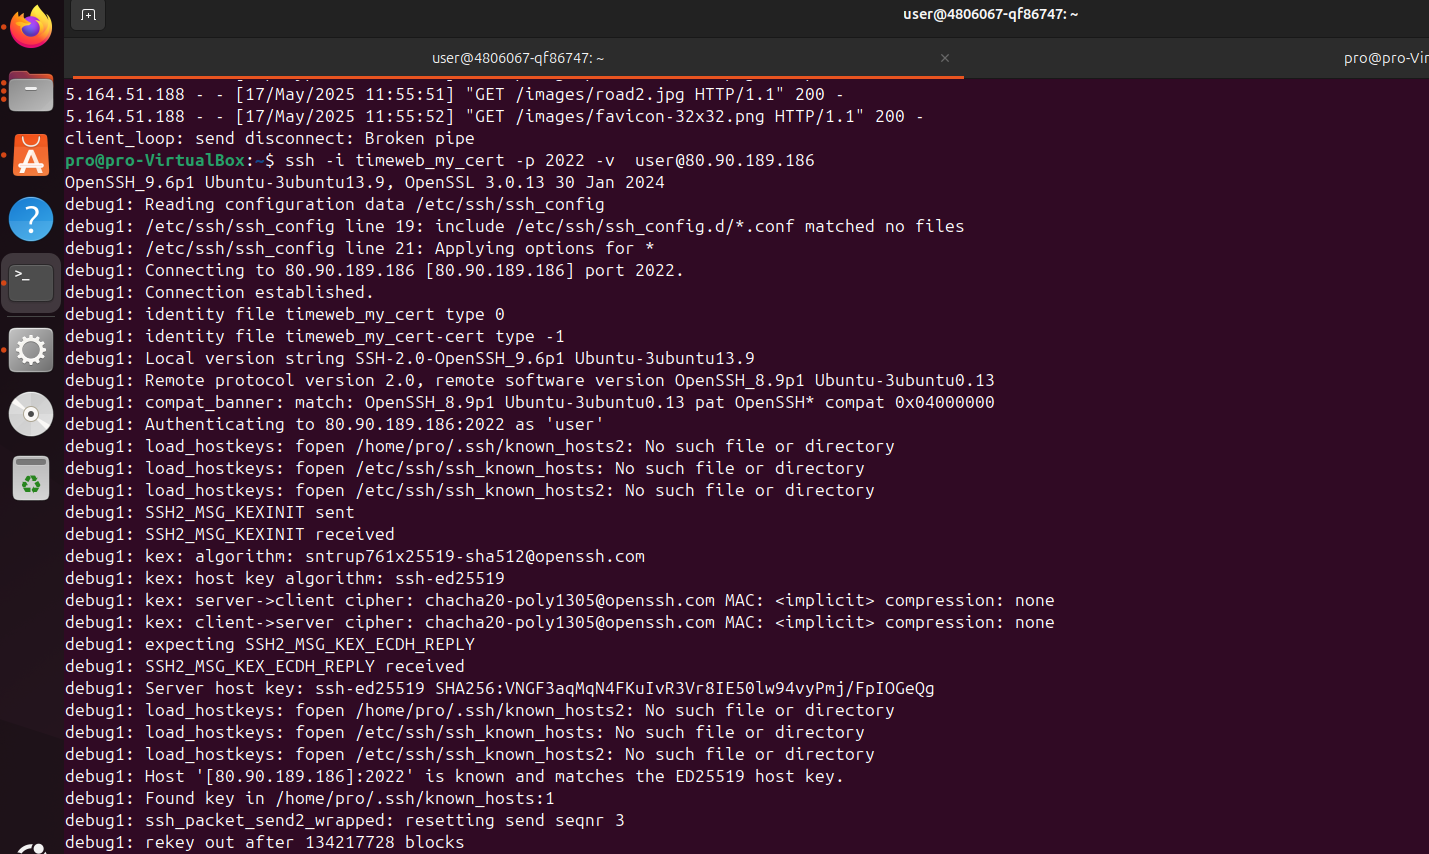 user@4806067-qf86747: ~
user@4806067-qf86747: ~ × pro@pro-Vir
5.164.51.188 - - [17/May/2025 11:55:51] "GET /images/road2.jpg HTTP/1.1" 200 -
5.164.51.188 - - [17/May/2025 11:55:52] "GET /images/favicon-32x32.png HTTP/1.1" 200 -
client_loop: send disconnect: Broken pipe
pro@pro-VirtualBox:~$ ssh -i timeweb_my_cert -p 2022 -v  user@80.90.189.186
OpenSSH_9.6p1 Ubuntu-3ubuntu13.9, OpenSSL 3.0.13 30 Jan 2024
debug1: Reading configuration data /etc/ssh/ssh_config
debug1: /etc/ssh/ssh_config line 19: include /etc/ssh/ssh_config.d/*.conf matched no files
debug1: /etc/ssh/ssh_config line 21: Applying options for *
debug1: Connecting to 80.90.189.186 [80.90.189.186] port 2022.
debug1: Connection established.
debug1: identity file timeweb_my_cert type 0
debug1: identity file timeweb_my_cert-cert type -1
debug1: Local version string SSH-2.0-OpenSSH_9.6p1 Ubuntu-3ubuntu13.9
debug1: Remote protocol version 2.0, remote software version OpenSSH_8.9p1 Ubuntu-3ubuntu0.13
debug1: compat_banner: match: OpenSSH_8.9p1 Ubuntu-3ubuntu0.13 pat OpenSSH* compat 0x04000000
debug1: Authenticating to 80.90.189.186:2022 as 'user'
debug1: load_hostkeys: fopen /home/pro/.ssh/known_hosts2: No such file or directory
debug1: load_hostkeys: fopen /etc/ssh/ssh_known_hosts: No such file or directory
debug1: load_hostkeys: fopen /etc/ssh/ssh_known_hosts2: No such file or directory
debug1: SSH2_MSG_KEXINIT sent
debug1: SSH2_MSG_KEXINIT received
debug1: kex: algorithm: sntrup761x25519-sha512@openssh.com
debug1: kex: host key algorithm: ssh-ed25519
debug1: kex: server->client cipher: chacha20-poly1305@openssh.com MAC: <implicit> compression: none
debug1: kex: client->server cipher: chacha20-poly1305@openssh.com MAC: <implicit> compression: none
debug1: expecting SSH2_MSG_KEX_ECDH_REPLY
debug1: SSH2_MSG_KEX_ECDH_REPLY received
debug1: Server host key: ssh-ed25519 SHA256:VNGF3aqMqN4FKuIvR3Vr8IE50lw94vyPmj/FpIOGeQg
debug1: load_hostkeys: fopen /home/pro/.ssh/known_hosts2: No such file or directory
debug1: load_hostkeys: fopen /etc/ssh/ssh_known_hosts: No such file or directory
debug1: load_hostkeys: fopen /etc/ssh/ssh_known_hosts2: No such file or directory
debug1: Host '[80.90.189.186]:2022' is known and matches the ED25519 host key.
debug1: Found key in /home/pro/.ssh/known_hosts:1
debug1: ssh_packet_send2_wrapped: resetting send seqnr 3
debug1: rekey out after 134217728 blocks